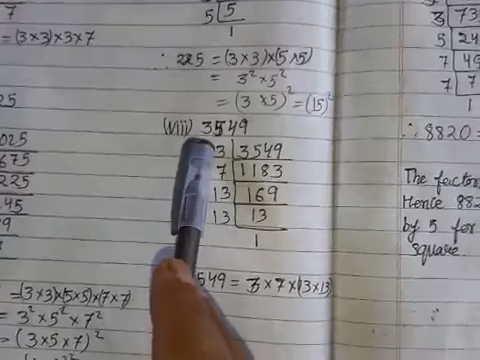 = (3×3)×3×7
5 | 5
1
∴ 225 = (3×3)×(5×5)
= 3² × 5²
= (3 × 5)² = (15)²
(viii) 3549
3 | 3549
7 | 1183
13 | 169
13 | 13
1
549 = 3 × 7 × (13 × 13)
25
025
675
225
45
9
= (3×3)×(5×5)×(7×7)
= 3² × 5² × 7²
= (3 × 5 × 7)²
3 | 73
5 | 24
7 | 49
7 | 7
1
∴ 8820 =
The factor
Hence 882
by 5 for
square.